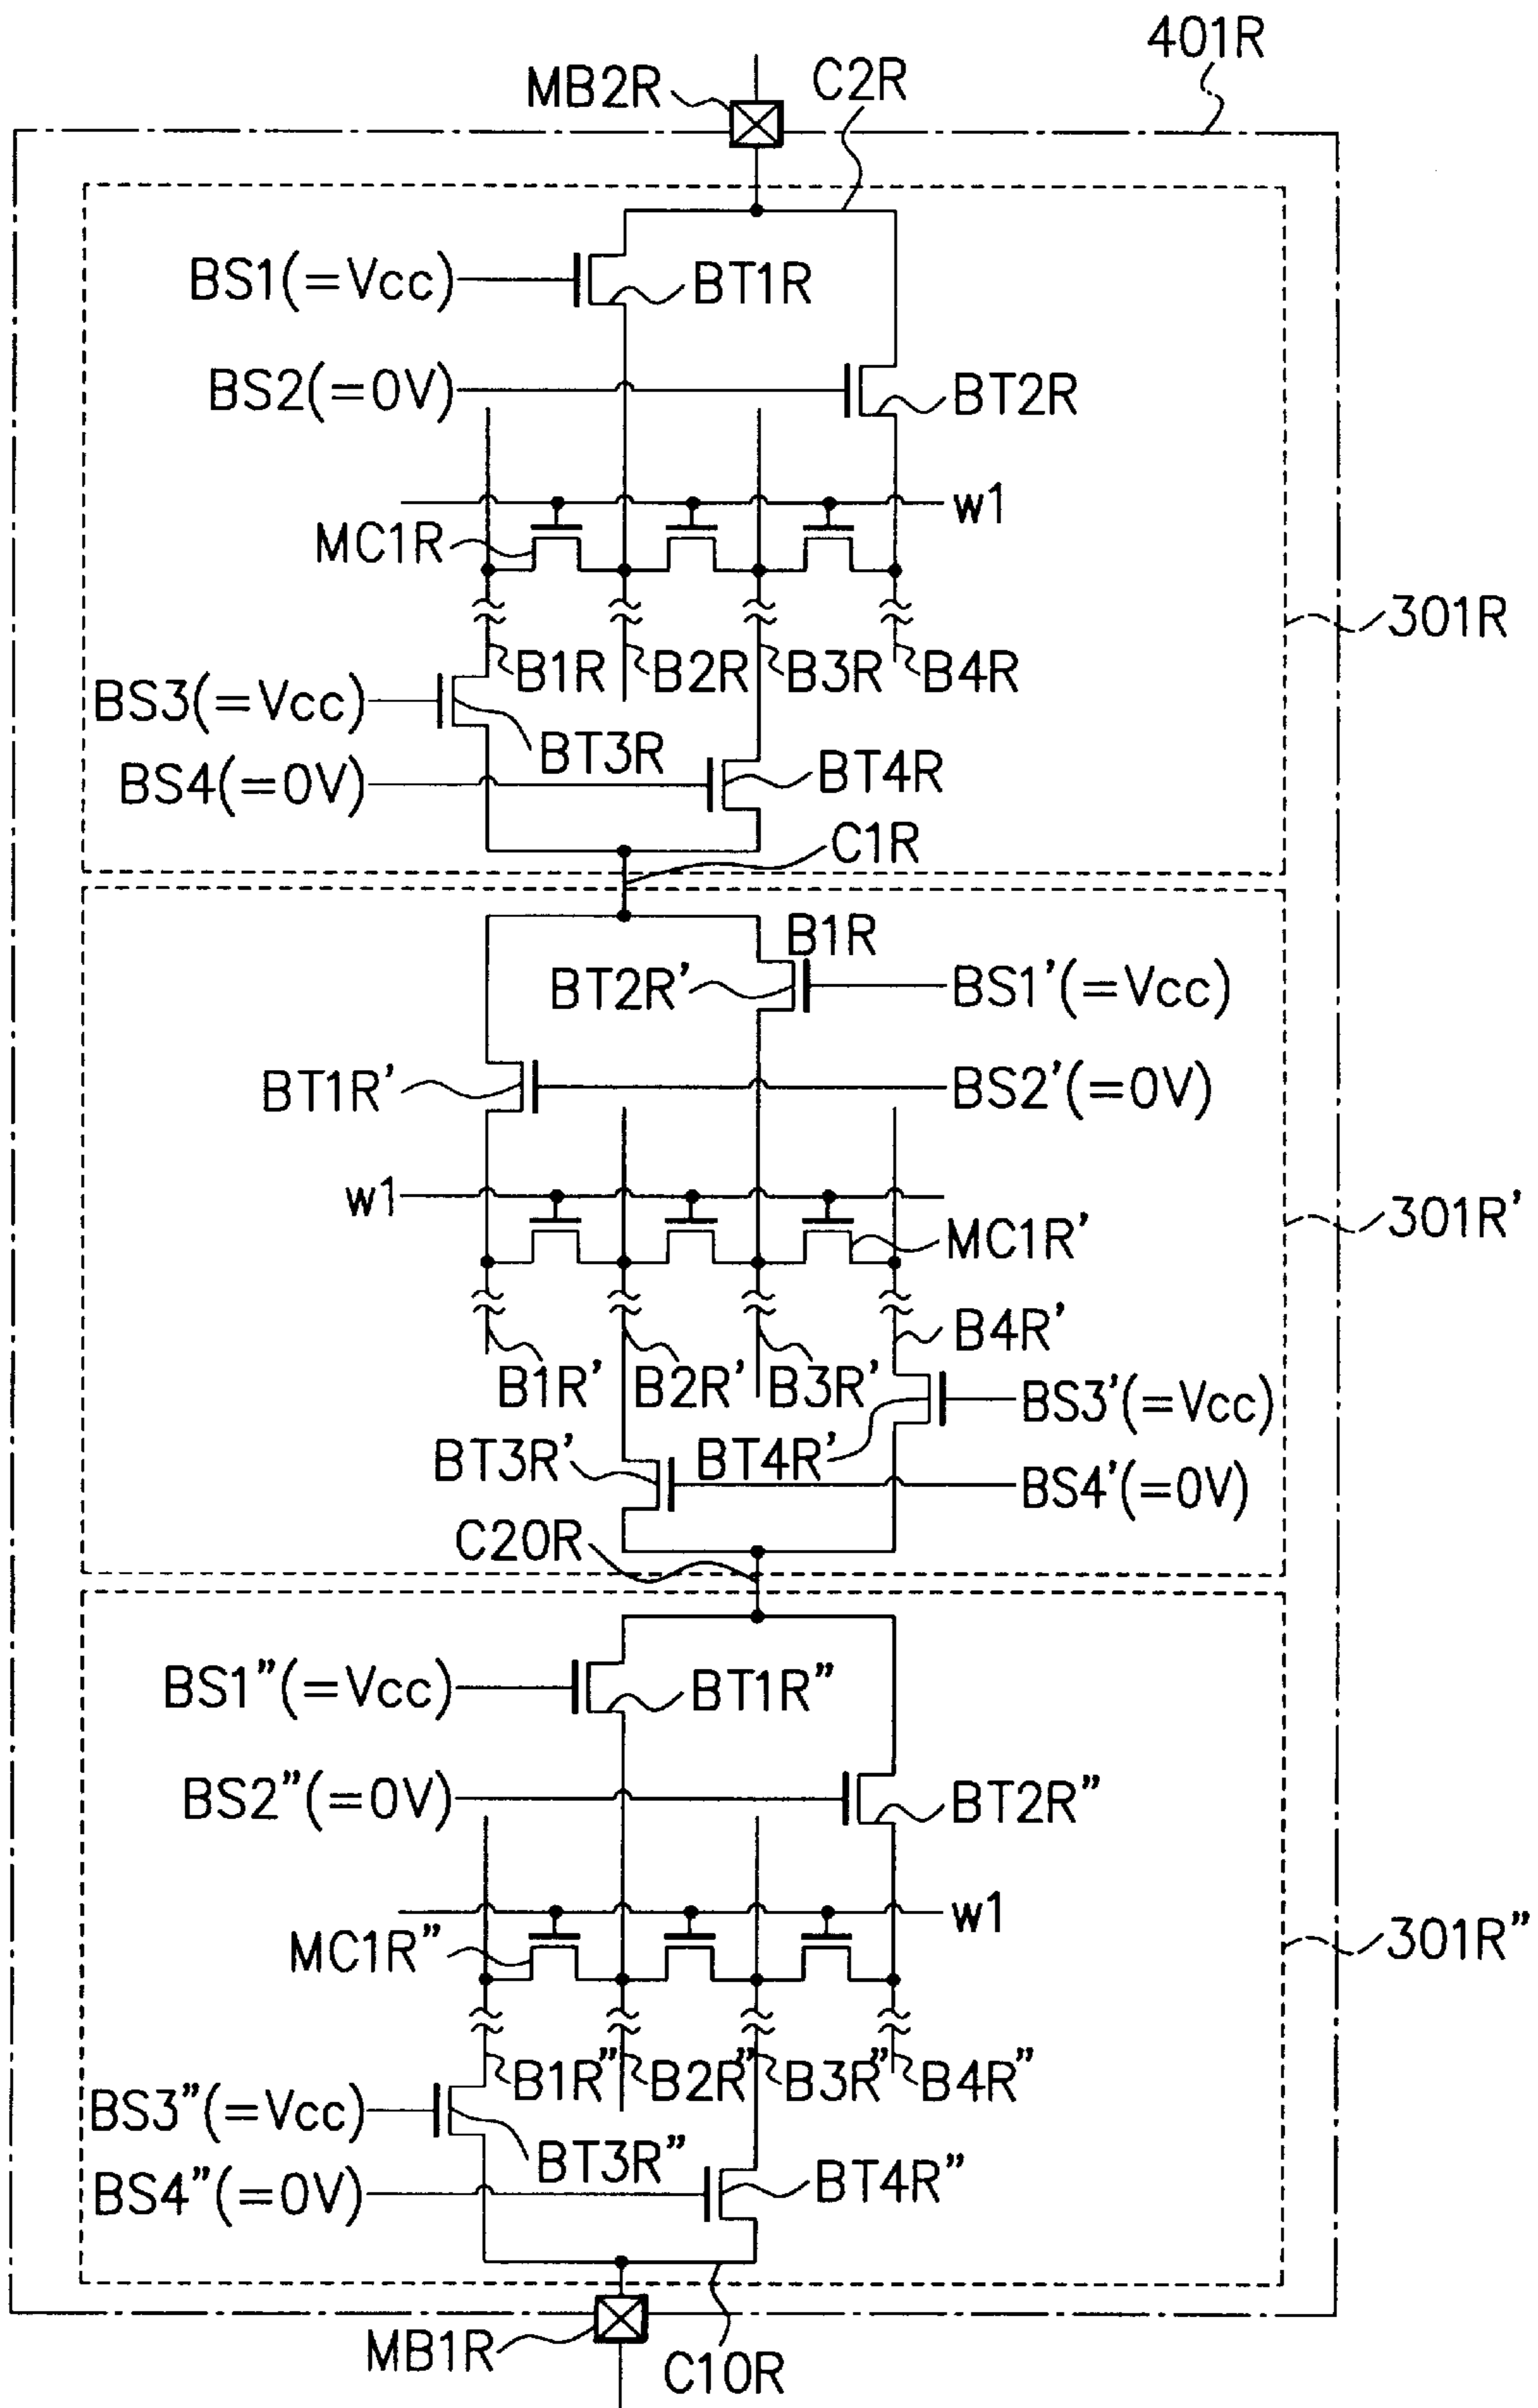 401R
MB2R
C2R
BS1(=Vcc)
BT1R
BS2(=0V)
BT2R
w1
MC1R
301R
B1R
B2R
B3R
B4R
BS3(=Vcc)
BT3R
BS4(=0V)
BT4R
C1R
B1R
BT2R'
BS1'(=Vcc)
BT1R'
BS2'(=0V)
w1
301R'
MC1R'
B4R'
B1R'
B2R'
B3R'
BS3'(=Vcc)
BT3R'
BT4R'
BS4'(=0V)
C20R
BS1"(=Vcc)
BT1R"
BS2"(=0V)
BT2R"
w1
MC1R"
301R"
B1R"
B2R"
B3R"
B4R"
BS3"(=Vcc)
BT3R"
BS4"(=0V)
BT4R"
MB1R
C10R